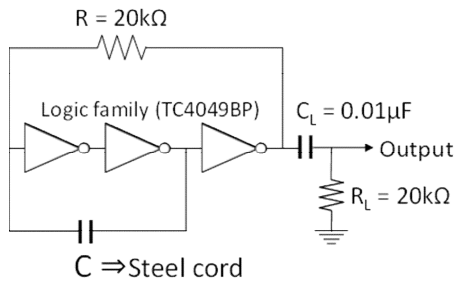 R = 20kΩ
Logic family (TC4049BP)
C_L = 0.01μF
Output
R_L = 20kΩ
C ⇒Steel cord